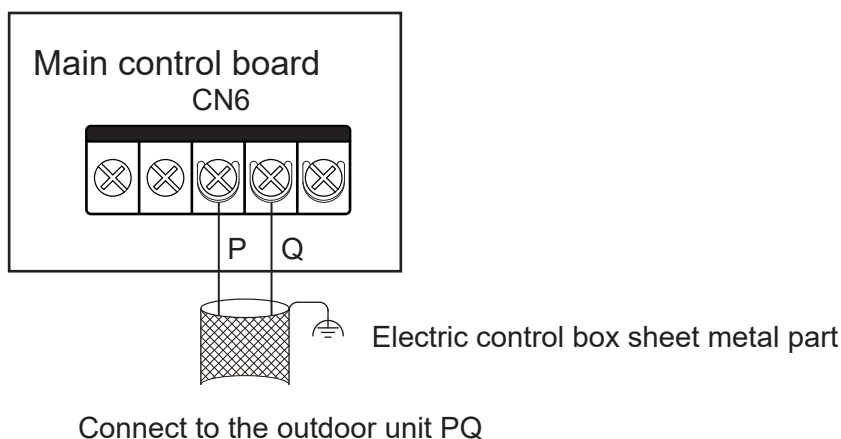 Main control board
CN6
P Q
Electric control box sheet metal part
Connect to the outdoor unit PQ